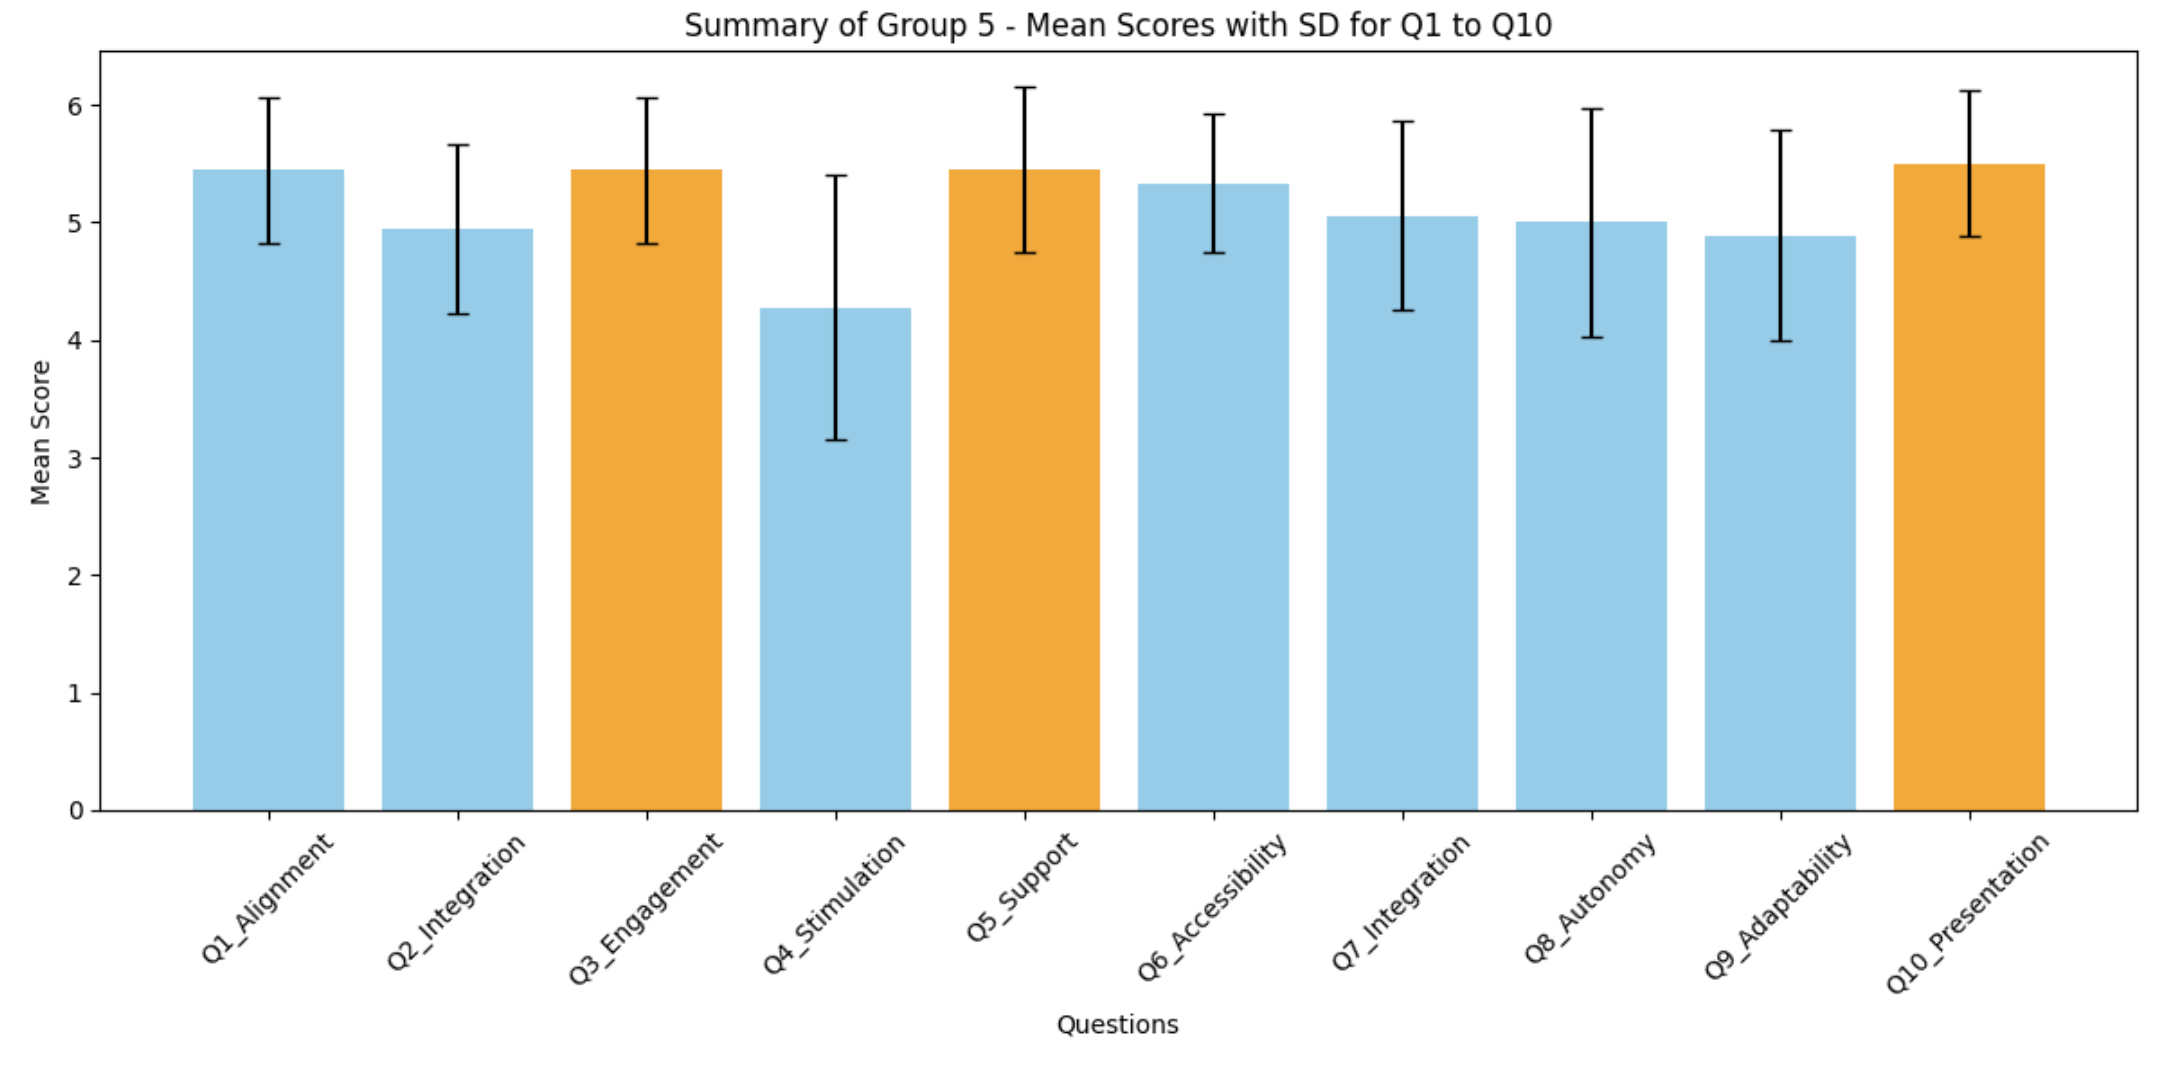 Summary of Group 5 - Mean Scores with SD for Q1 to Q10
Mean Score
6
5
4
3
2
1
0
Q1_Alignment
Q2_Integration
Q3_Engagement
Q4_Stimulation
Q5_Support
Q6_Accessibility
Q7_Integration
Q8_Autonomy
Q9_Adaptability
Q10_Presentation
Questions